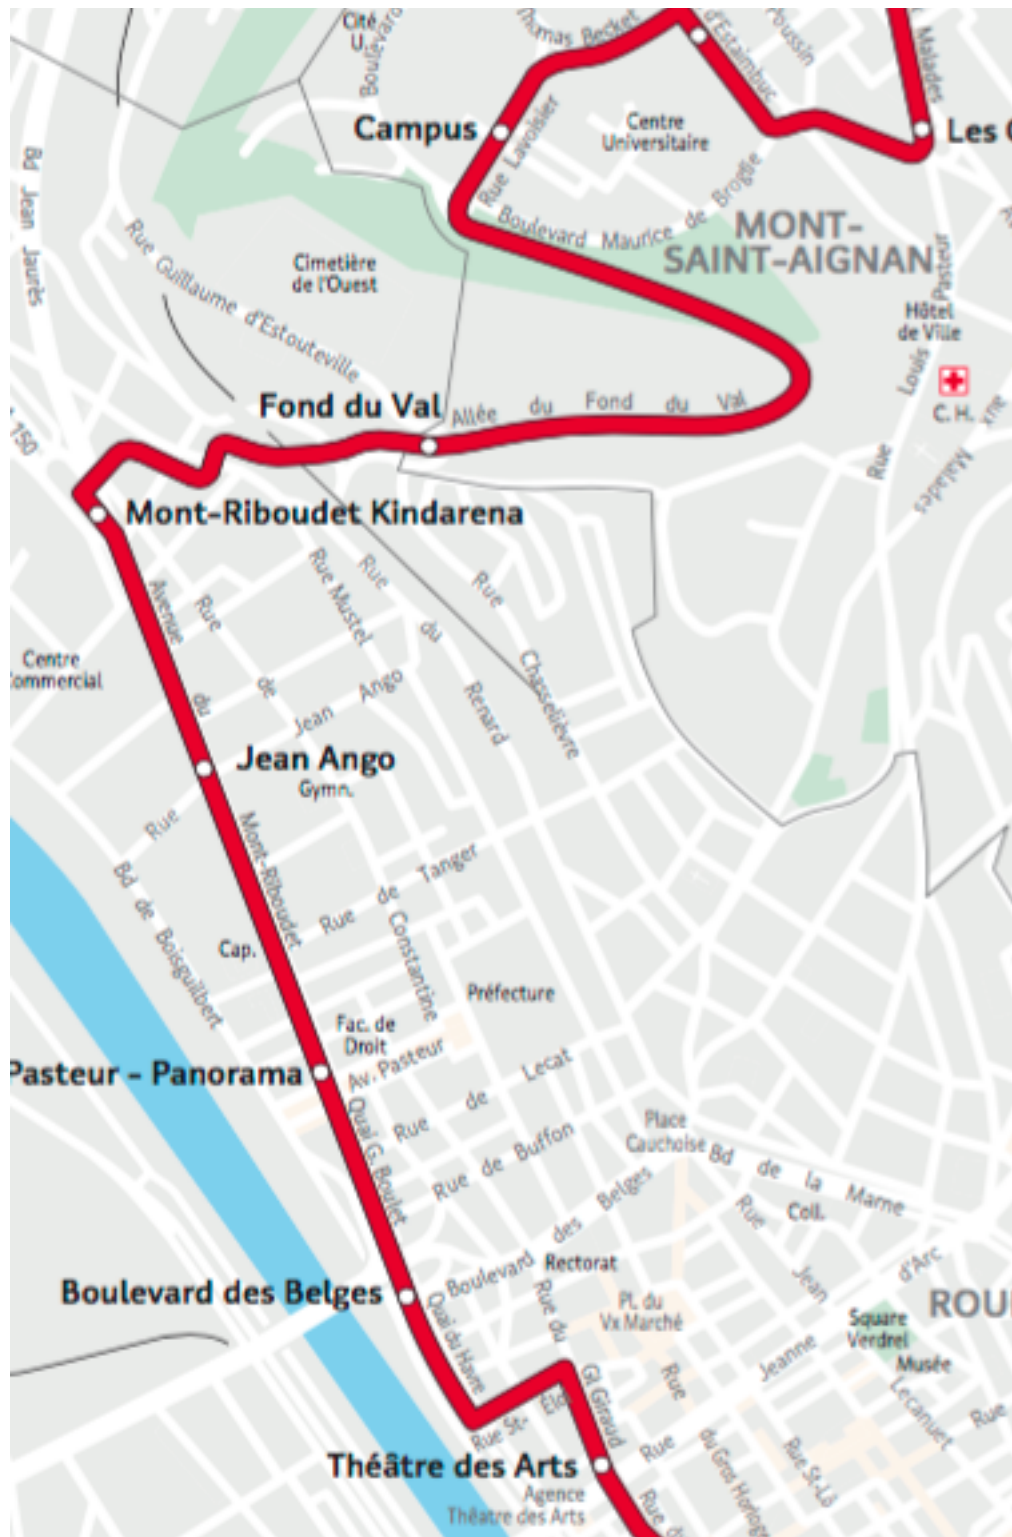 Cité
U.
Boulevard
Thomas Becket
d'Estaimbuc
Poussin
Malades
Campus
Rue Lavoisier
Centre
Universitaire
Les
Bd Jean Jaurès
Boulevard Maurice de Broglie
MONT-
SAINT-AIGNAN
Rue Guillaume d'Estouteville
Cimetière
de l'Ouest
Hôtel
de Ville
Rue Louis Pasteur
C. H.
aux Malades
Fond du Val
Allée du Fond du Val
150
Mont-Riboudet Kindarena
Avenue du Mont-Riboudet
Rue de Constantine
Rue Mustel
Rue du Renard
Rue Chasselièvre
Centre
Commercial
Rue Jean Ango
Jean Ango
Gymn.
Bd de Boisguilbert
Rue de Tanger
Cap.
Préfecture
Fac. de
Droit
Pasteur - Panorama
Av. Pasteur
Quai G. Boulet
Rue de Lecat
Rue de Buffon
Place
Cauchoise
Bd de la Marne
Boulevard des Belges
Coll.
Rue Jean Lecanuet
Rectorat
Boulevard des Belges
Quai du Havre
Rue du Gl Giraud
Pl. du
Vx Marché
Rue Jeanne d'Arc
Square
Verdrel
Musée
ROU
Rue St-Eloi
Rue du Gros Horloge
Rue St-Lô
Rue
Théâtre des Arts
Agence
Théatre des Arts
Rue